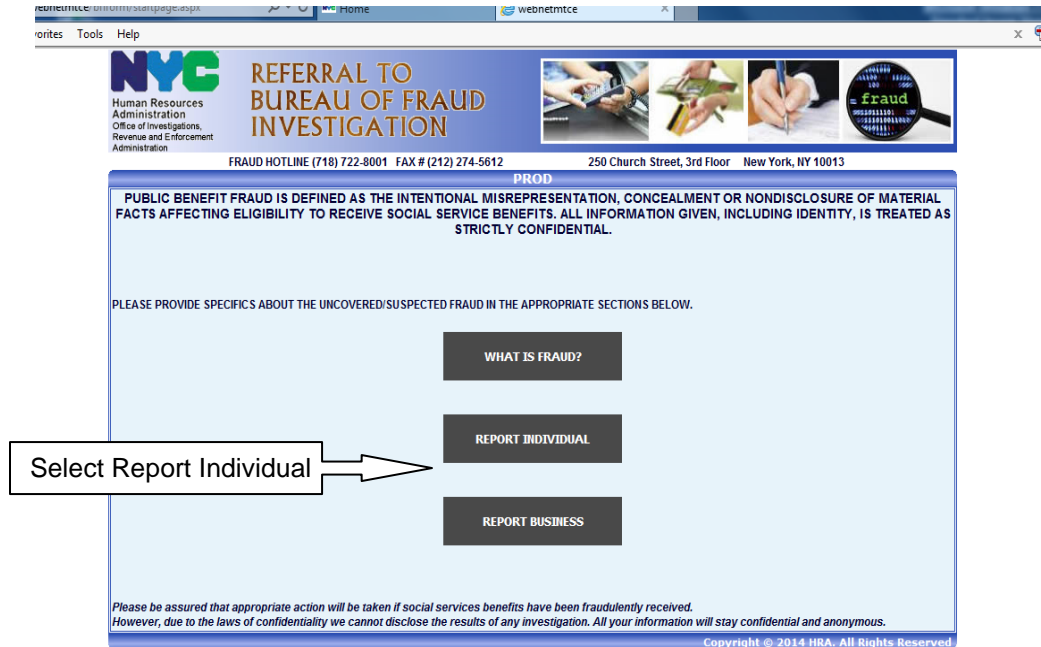 webnetmtce/bnform/startpage.aspx
Home
webnetmtce
x
vorites Tools Help
x
NYC
Human Resources
Administration
Office of Investigations,
Revenue and Enforcement
Administration
REFERRAL TO
BUREAU OF FRAUD
INVESTIGATION
fraud
FRAUD HOTLINE (718) 722-8001 FAX # (212) 274-5612 250 Church Street, 3rd Floor New York, NY 10013
PROD
PUBLIC BENEFIT FRAUD IS DEFINED AS THE INTENTIONAL MISREPRESENTATION, CONCEALMENT OR NONDISCLOSURE OF MATERIAL
FACTS AFFECTING ELIGIBILITY TO RECEIVE SOCIAL SERVICE BENEFITS. ALL INFORMATION GIVEN, INCLUDING IDENTITY, IS TREATED AS
STRICTLY CONFIDENTIAL.
PLEASE PROVIDE SPECIFICS ABOUT THE UNCOVERED/SUSPECTED FRAUD IN THE APPROPRIATE SECTIONS BELOW.
WHAT IS FRAUD?
REPORT INDIVIDUAL
Select Report Individual
REPORT BUSINESS
Please be assured that appropriate action will be taken if social services benefits have been fraudulently received.
However, due to the laws of confidentiality we cannot disclose the results of any investigation. All your information will stay confidential and anonymous.
Copyright © 2014 HRA. All Rights Reserved